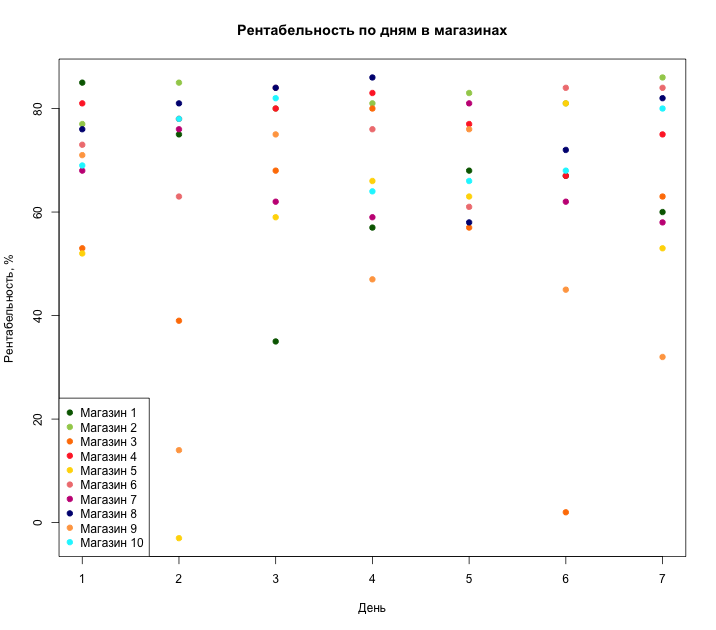 Рентабельность по дням в магазинах
Рентабельность, %
80
60
40
20
0
Магазин 1
Магазин 2
Магазин 3
Магазин 4
Магазин 5
Магазин 6
Магазин 7
Магазин 8
Магазин 9
Магазин 10
1 2 3 4 5 6 7
День